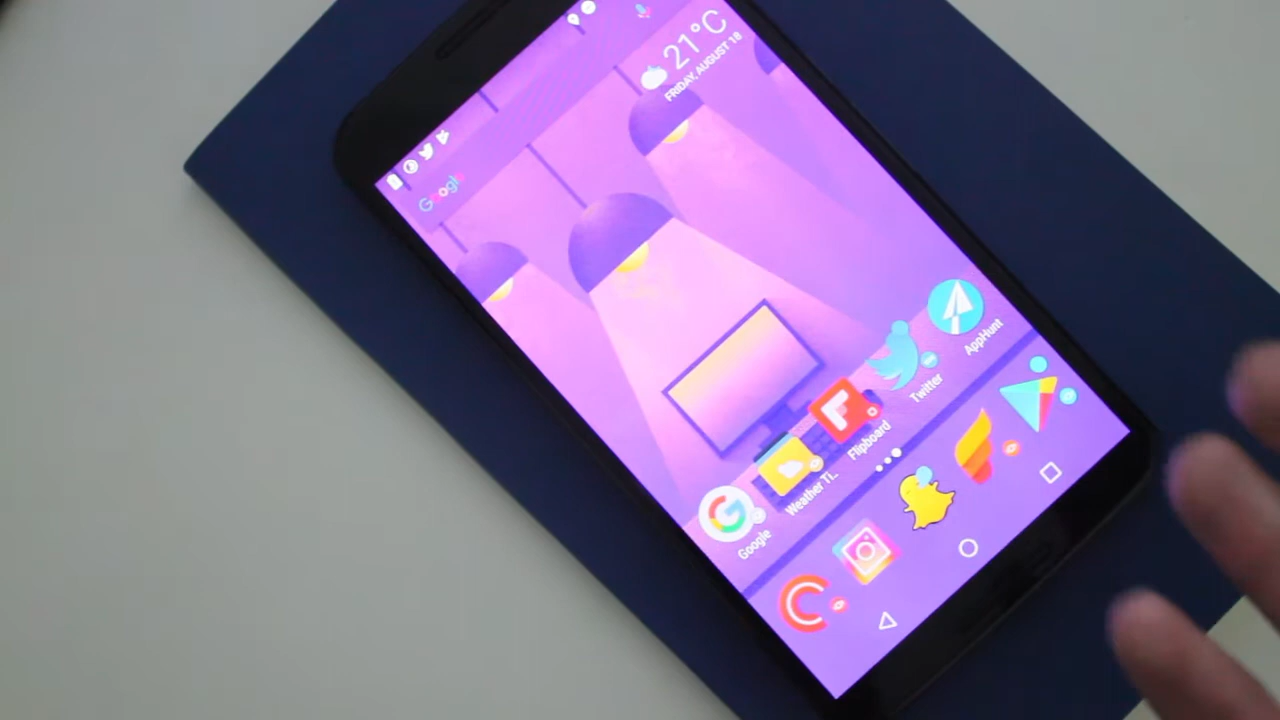 21°C
FRIDAY, AUGUST 18
Google
Google
Weather Ti...
Flipboard
Twitter
AppHunt